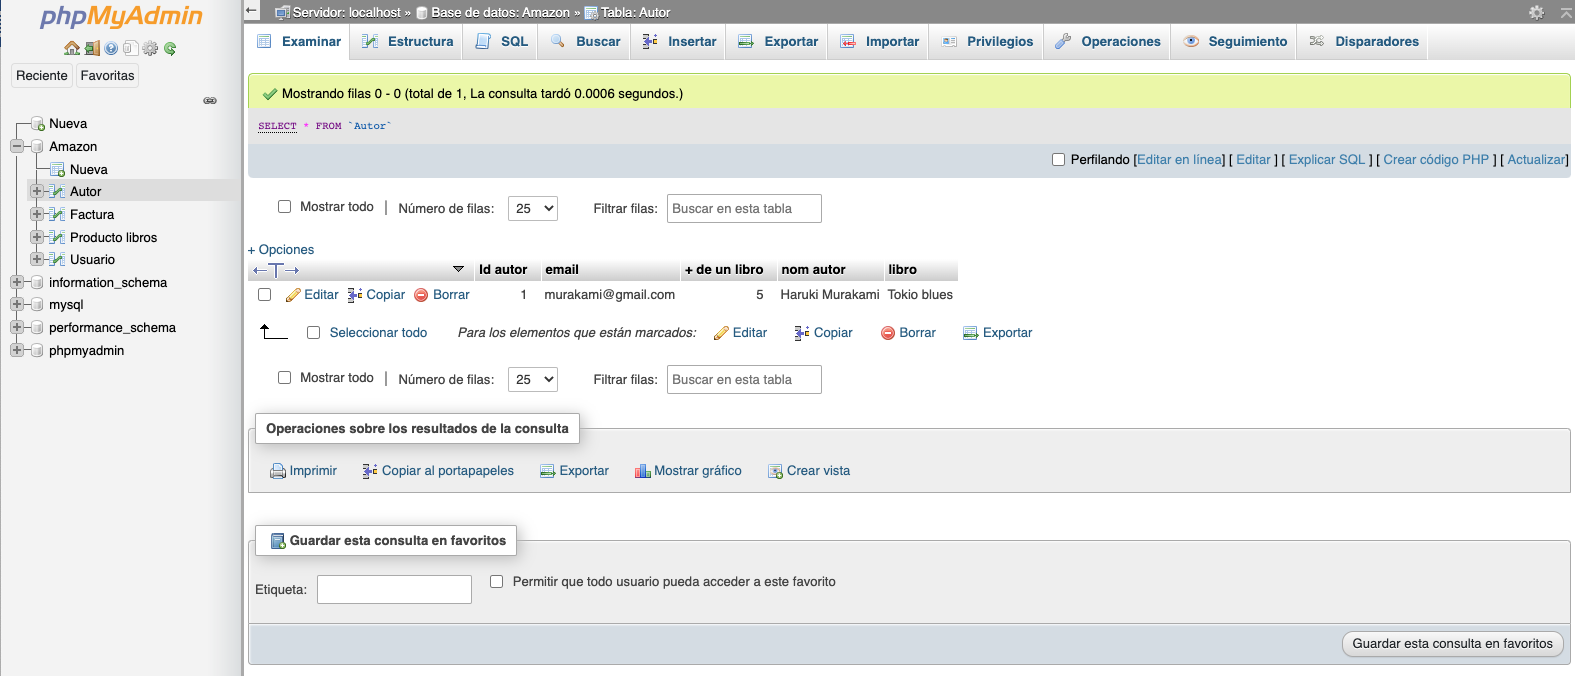 phpMyAdmin
Reciente Favoritas
Nueva
Amazon
Nueva
Autor
Factura
Producto libros
Usuario
information_schema
mysql
performance_schema
phpmyadmin
Servidor: localhost » Base de datos: Amazon » Tabla: Autor
Examinar Estructura SQL Buscar Insertar Exportar Importar Privilegios Operaciones Seguimiento Disparadores
Mostrando filas 0 - 0 (total de 1, La consulta tardó 0.0006 segundos.)
SELECT * FROM `Autor`
Perfilando [Editar en línea] [ Editar ] [ Explicar SQL ] [ Crear código PHP ] [ Actualizar]
Mostrar todo | Número de filas: 25 Filtrar filas: Buscar en esta tabla
+ Opciones
←T→ Id autor email + de un libro nom autor libro
Editar Copiar Borrar 1 murakami@gmail.com 5 Haruki Murakami Tokio blues
Seleccionar todo Para los elementos que están marcados: Editar Copiar Borrar Exportar
Mostrar todo | Número de filas: 25 Filtrar filas: Buscar en esta tabla
Operaciones sobre los resultados de la consulta
Imprimir Copiar al portapapeles Exportar Mostrar gráfico Crear vista
Guardar esta consulta en favoritos
Etiqueta: Permitir que todo usuario pueda acceder a este favorito
Guardar esta consulta en favoritos